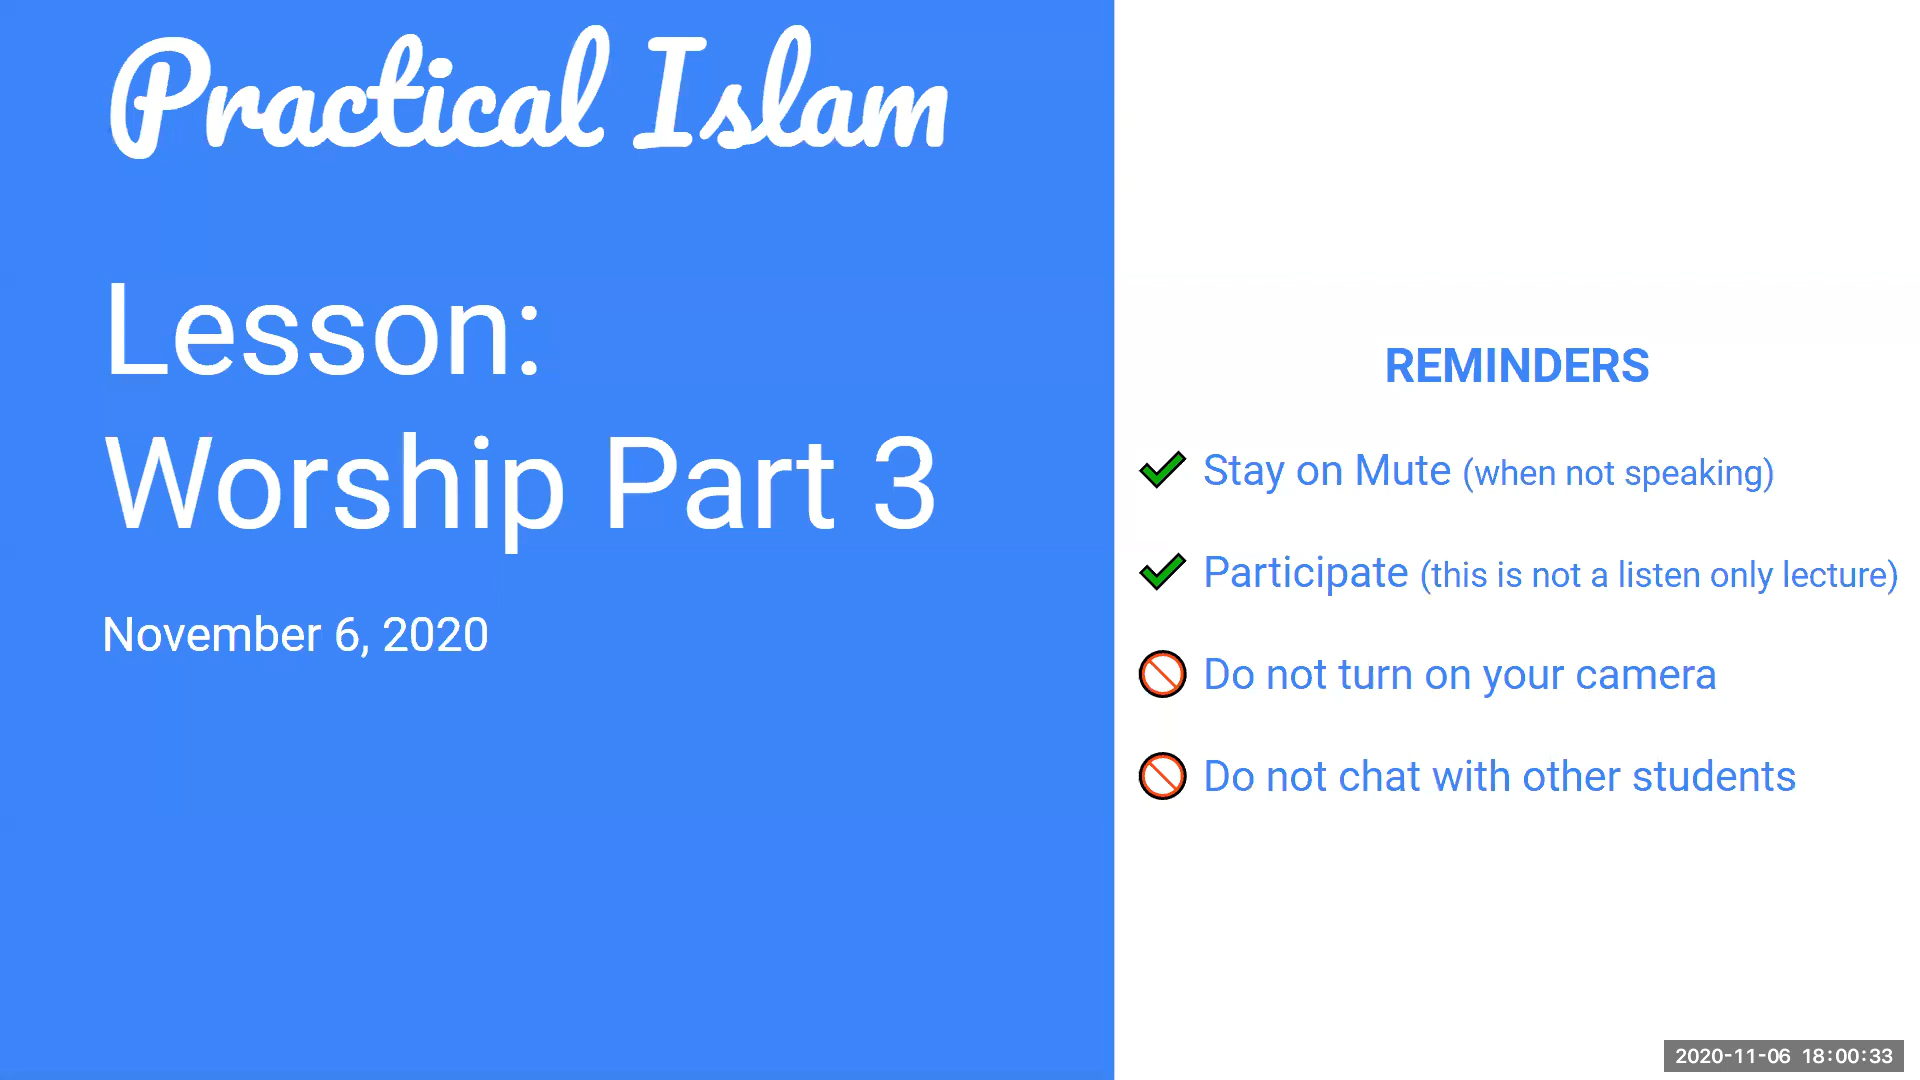 Practical Islam
Lesson:
Worship Part 3
November 6, 2020
REMINDERS
Stay on Mute (when not speaking)
Participate (this is not a listen only lecture)
Do not turn on your camera
Do not chat with other students
2020-11-06 18:00:33